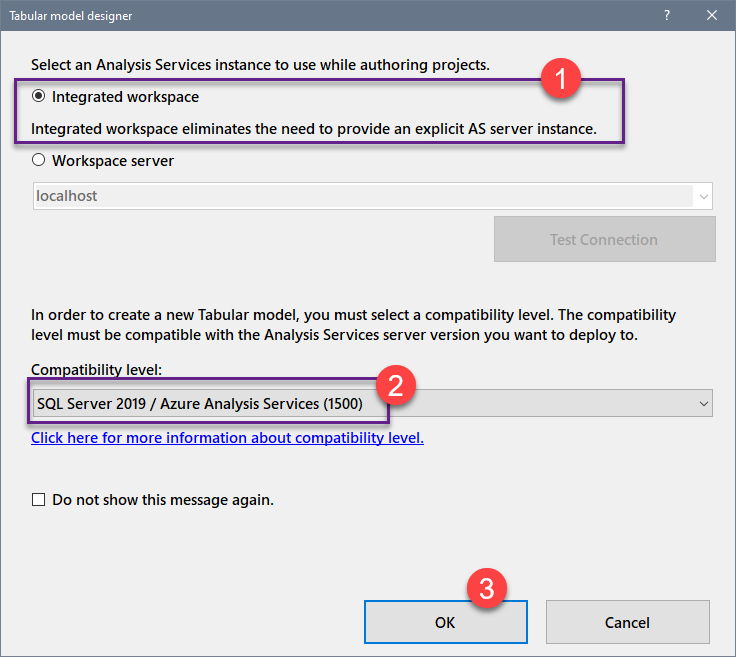 Tabular model designer
?
Select an Analysis Services instance to use while authoring projects.
1
Integrated workspace
Integrated workspace eliminates the need to provide an explicit AS server instance.
Workspace server
localhost
Test Connection
In order to create a new Tabular model, you must select a compatibility level. The compatibility
level must be compatible with the Analysis Services server version you want to deploy to.
Compatibility level:
2
SQL Server 2019 / Azure Analysis Services (1500)
Click here for more information about compatibility level.
Do not show this message again.
3
OK
Cancel